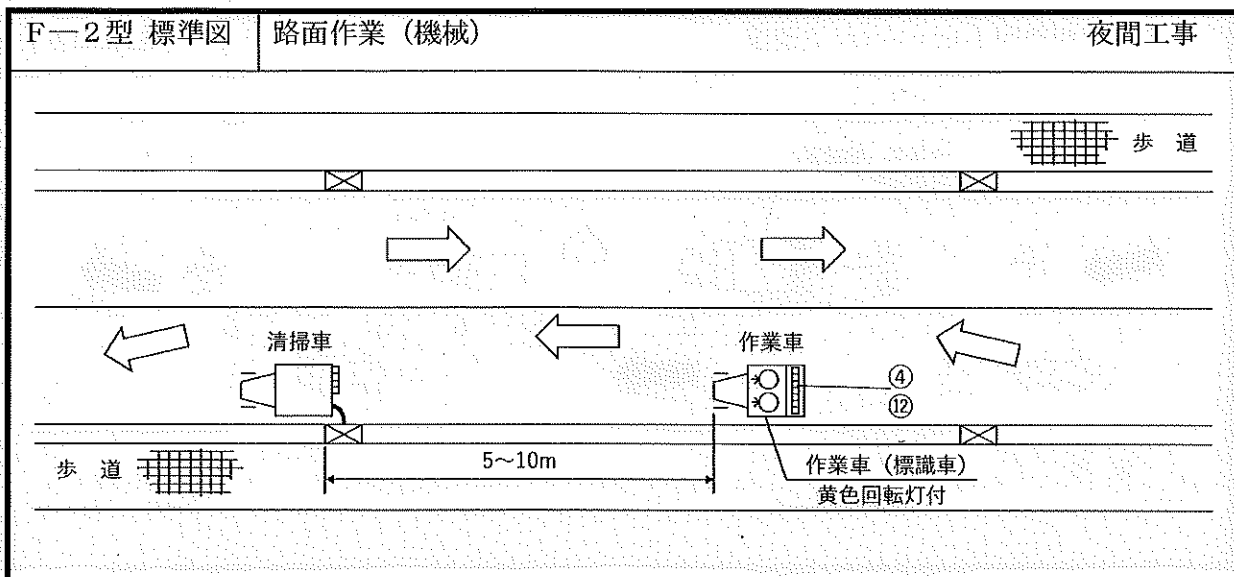 F—2型 標準図
路面作業（機械）
夜間工事
歩 道
清掃車
作業車
④
⑫
歩 道
5～10m
作業車（標識車）
黄色回転灯付